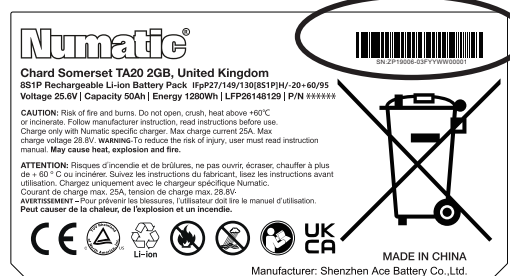 Numatic®
SN:ZP19006-03FYYWW00001
Chard Somerset TA20 2GB, United Kingdom
8S1P Rechargeable Li-ion Battery Pack IFpP27/149/130[8S1P]H/-20+60/95
Voltage 25.6V | Capacity 50Ah | Energy 1280Wh | LFP26148129 | P/N ******
CAUTION: Risk of fire and burns. Do not open, crush, heat above +60°C
or incinerate. Follow manufacturer instruction, read instructions before use.
Charge only with Numatic specific charger. Max charge current 25A. Max
charge voltage 28.8V. WARNING-To reduce the risk of injury, user must read instruction
manual. May cause heat, explosion and fire.
ATTENTION: Risques d'incendie et de brûlures, ne pas ouvrir, écraser, chauffer à plus
de + 60 ° C ou incinérer. Suivez les instructions du fabricant, lisez les instructions avant
utilisation. Chargez uniquement avec le chargeur spécifique Numatic.
Courant de charge max. 25A, tension de charge max. 28.8V-
AVERTISSEMENT – Pour prévenir les blessures, l'utilisateur doit lire le manuel d'utilisation.
Peut causer de la chaleur, de l'explosion et un incendie.
CE
Li-ion
UK
CA
MADE IN CHINA
Manufacturer: Shenzhen Ace Battery Co.,Ltd.